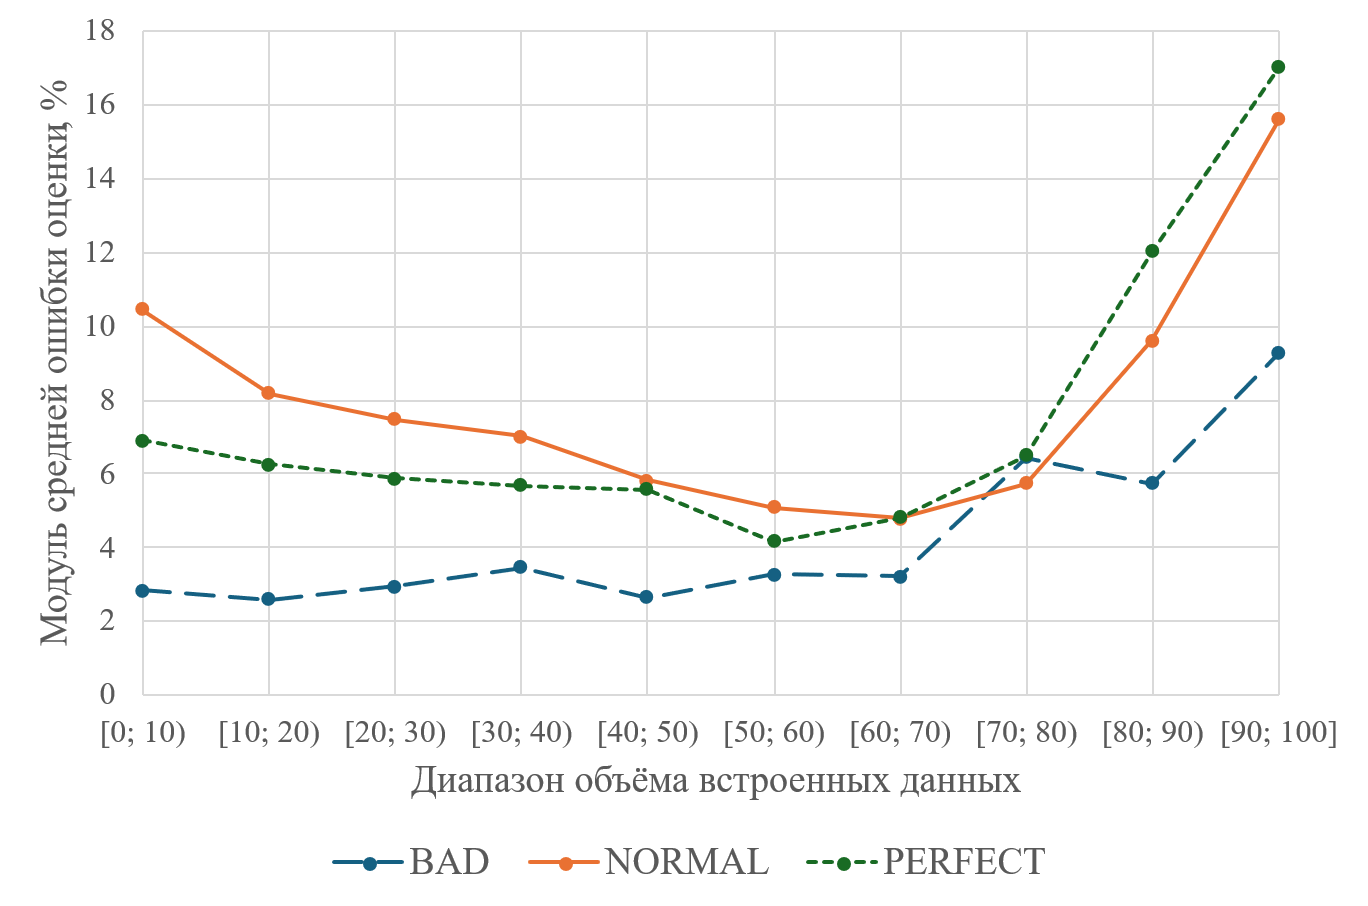 Модуль средней ошибки оценки, %
18
16
14
12
10
8
6
4
2
0
[0; 10) [10; 20) [20; 30) [30; 40) [40; 50) [50; 60) [60; 70) [70; 80) [80; 90) [90; 100]
Диапазон объёма встроенных данных
BAD NORMAL PERFECT